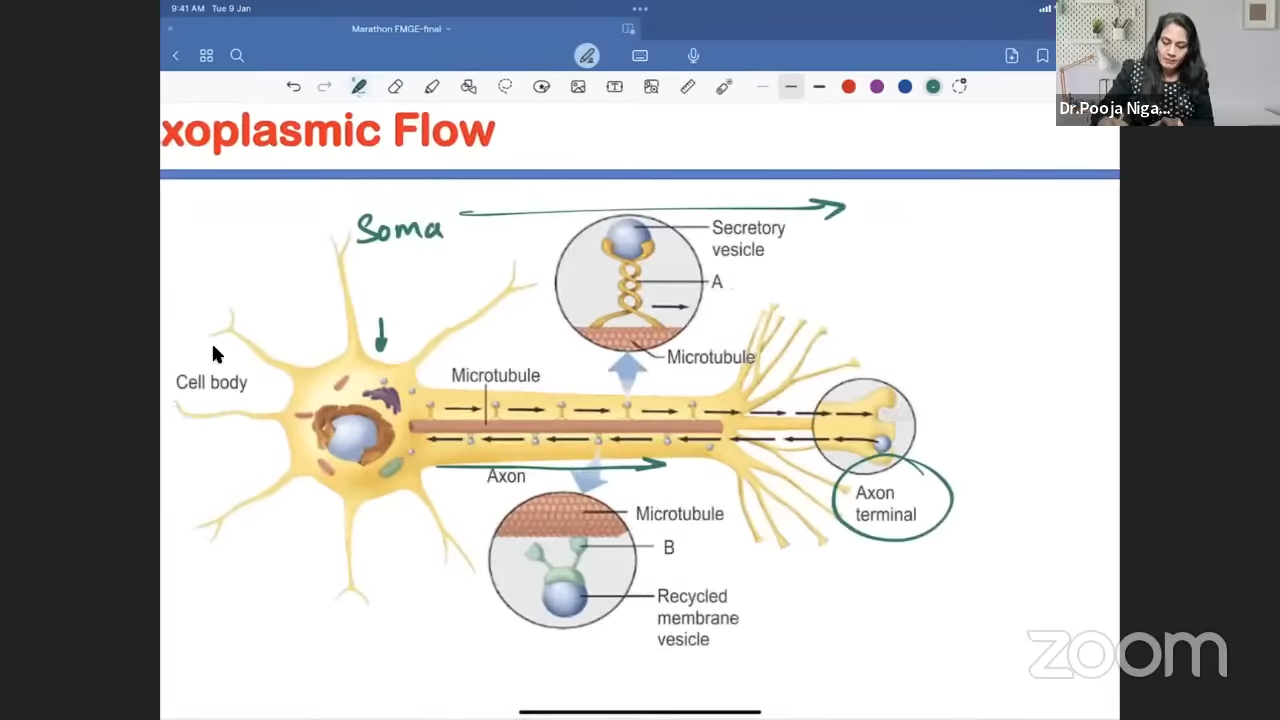 9:41 AM Tue 9 Jan
Marathon FMGE-final
Dr.Pooja Niga...
xoplasmic Flow
Soma
Secretory
vesicle
A
Microtubule
Cell body
Microtubule
Axon
Axon
terminal
Microtubule
B
Recycled
membrane
vesicle
zoom